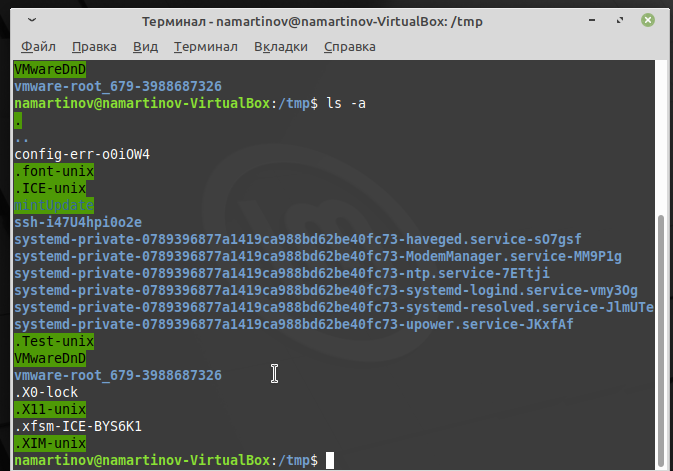 Терминал - namartinov@namartinov-VirtualBox: /tmp
Файл Правка Вид Терминал Вкладки Справка
VMwareDnD
vmware-root_679-3988687326
namartinov@namartinov-VirtualBox:/tmp$ ls -a
.
..
config-err-o0iOW4
.font-unix
.ICE-unix
mintUpdate
ssh-i47U4hpi0o2e
systemd-private-0789396877a1419ca988bd62be40fc73-haveged.service-sO7gsf
systemd-private-0789396877a1419ca988bd62be40fc73-ModemManager.service-MM9P1g
systemd-private-0789396877a1419ca988bd62be40fc73-ntp.service-7ETtji
systemd-private-0789396877a1419ca988bd62be40fc73-systemd-logind.service-vmy3Og
systemd-private-0789396877a1419ca988bd62be40fc73-systemd-resolved.service-JlmUTe
systemd-private-0789396877a1419ca988bd62be40fc73-upower.service-JKxfAf
.Test-unix
VMwareDnD
vmware-root_679-3988687326
.X0-lock
.X11-unix
.xfsm-ICE-BYS6K1
.XIM-unix
namartinov@namartinov-VirtualBox:/tmp$